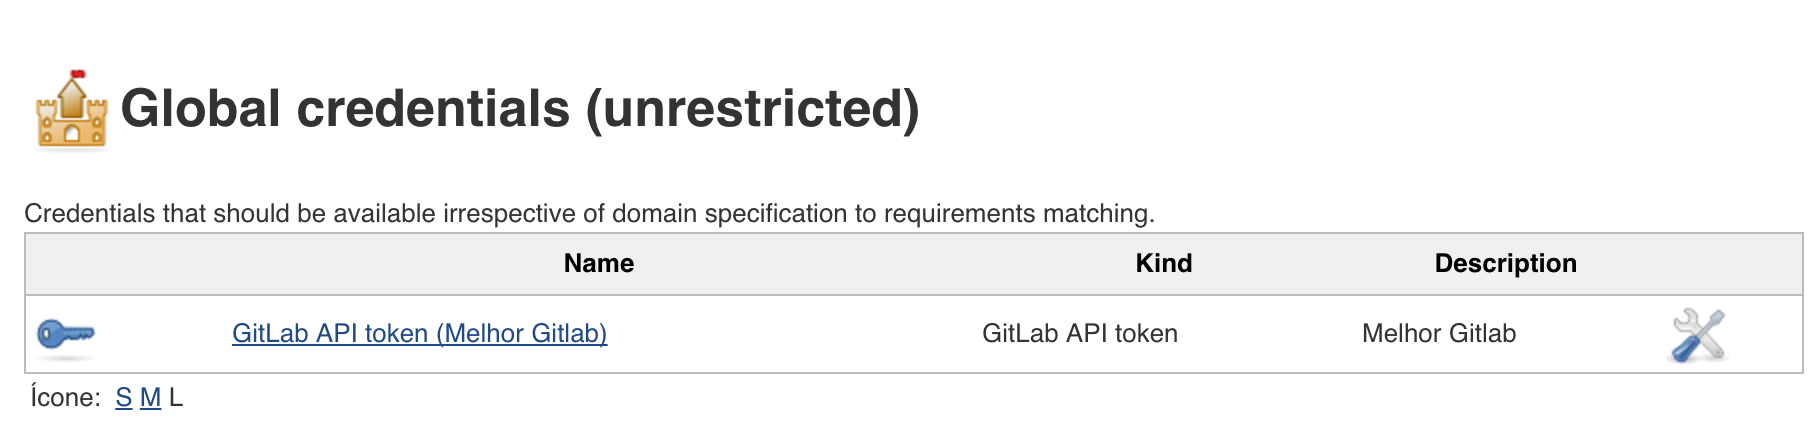 Global credentials (unrestricted)
Credentials that should be available irrespective of domain specification to requirements matching.
Name Kind Description
GitLab API token (Melhor Gitlab) GitLab API token Melhor Gitlab
Ícone: S M L